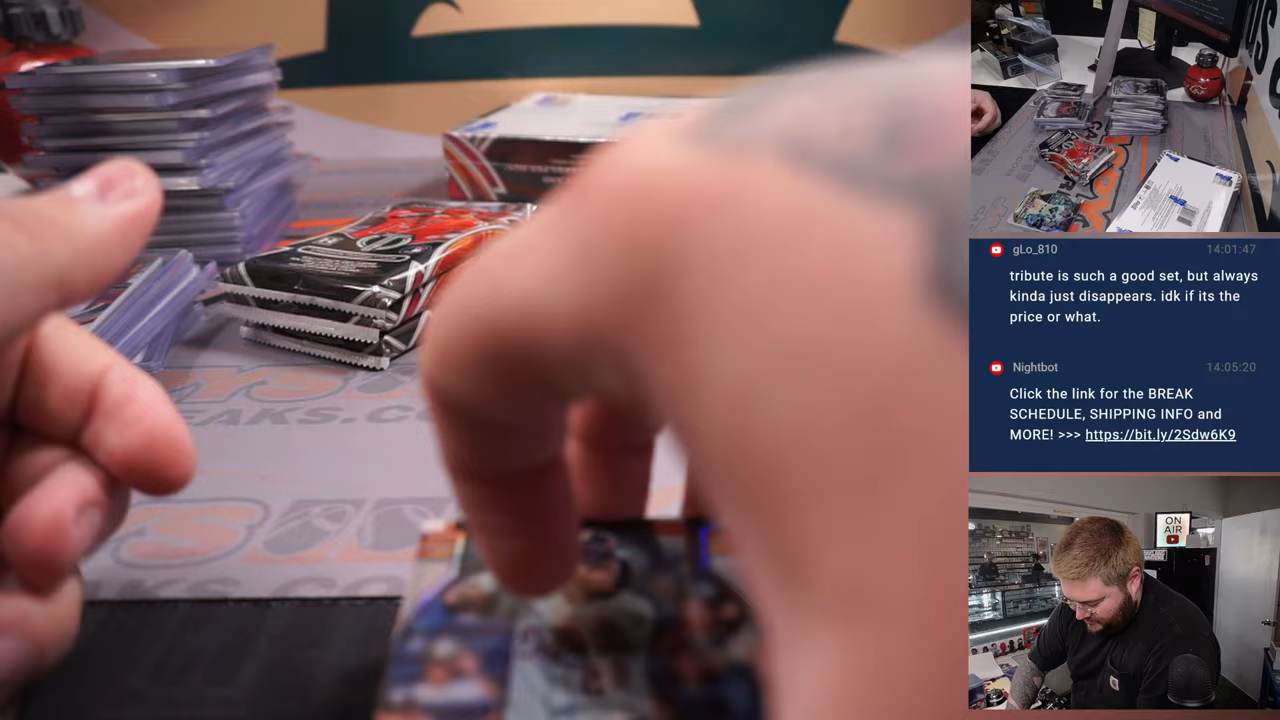 gLo_810 14:01:47
tribute is such a good set, but always
kinda just disappears. idk if its the
price or what.
Nightbot 14:05:20
Click the link for the BREAK
SCHEDULE, SHIPPING INFO and
MORE! >>> https://bit.ly/2Sdw6K9
ON
AIR
EAKS.CO